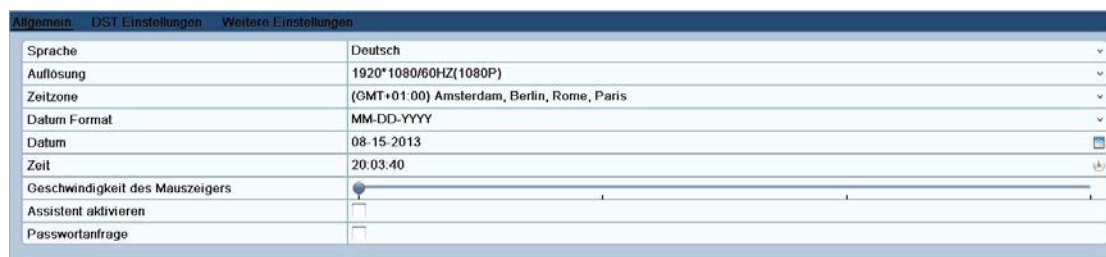 Allgemein DST Einstellungen Weitere Einstellungen
Sprache Deutsch
Auflösung 1920*1080/60HZ(1080P)
Zeitzone (GMT+01:00) Amsterdam, Berlin, Rome, Paris
Datum Format MM-DD-YYYY
Datum 08-15-2013
Zeit 20:03:40
Geschwindigkeit des Mauszeigers
Assistent aktivieren
Passwortanfrage